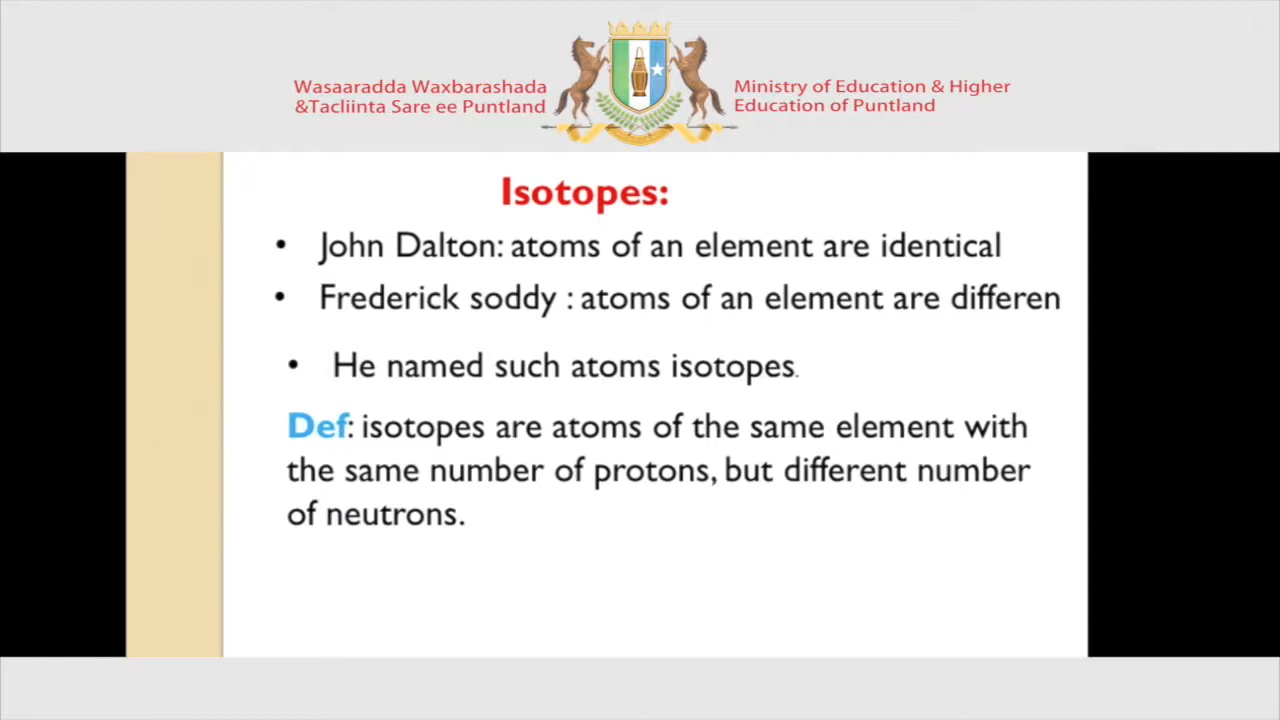 Wasaaradda Waxbarashada
&Tacliinta Sare ee Puntland
Ministry of Education & Higher
Education of Puntland
Isotopes:
• John Dalton: atoms of an element are identical
• Frederick soddy : atoms of an element are differen
• He named such atoms isotopes.
Def: isotopes are atoms of the same element with
the same number of protons, but different number
of neutrons.